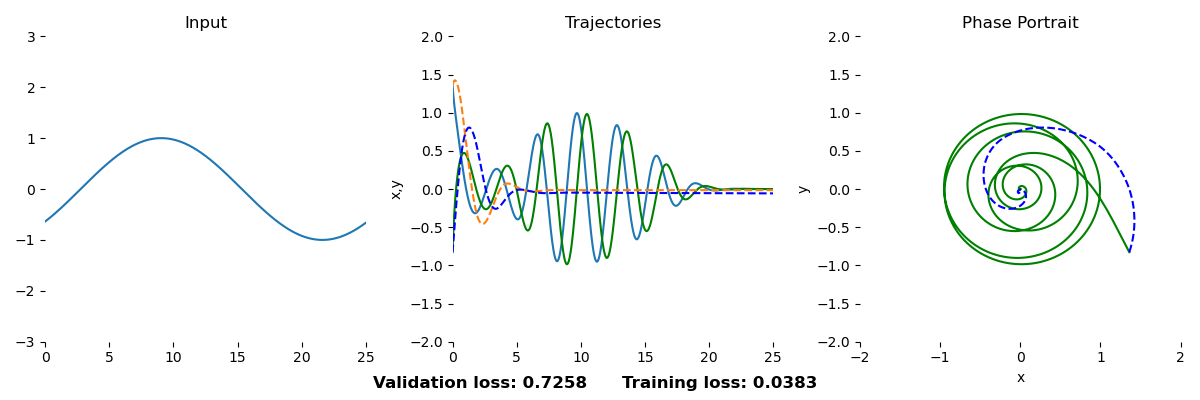 Input
3
2
1
0
−1
−2
−3
0 5 10 15 20 25
Trajectories
x,y
2.0
1.5
1.0
0.5
0.0
−0.5
−1.0
−1.5
−2.0
0 5 10 15 20 25
Phase Portrait
y
2.0
1.5
1.0
0.5
0.0
−0.5
−1.0
−1.5
−2.0
−2 −1 0 1 2
x
Validation loss: 0.7258 Training loss: 0.0383